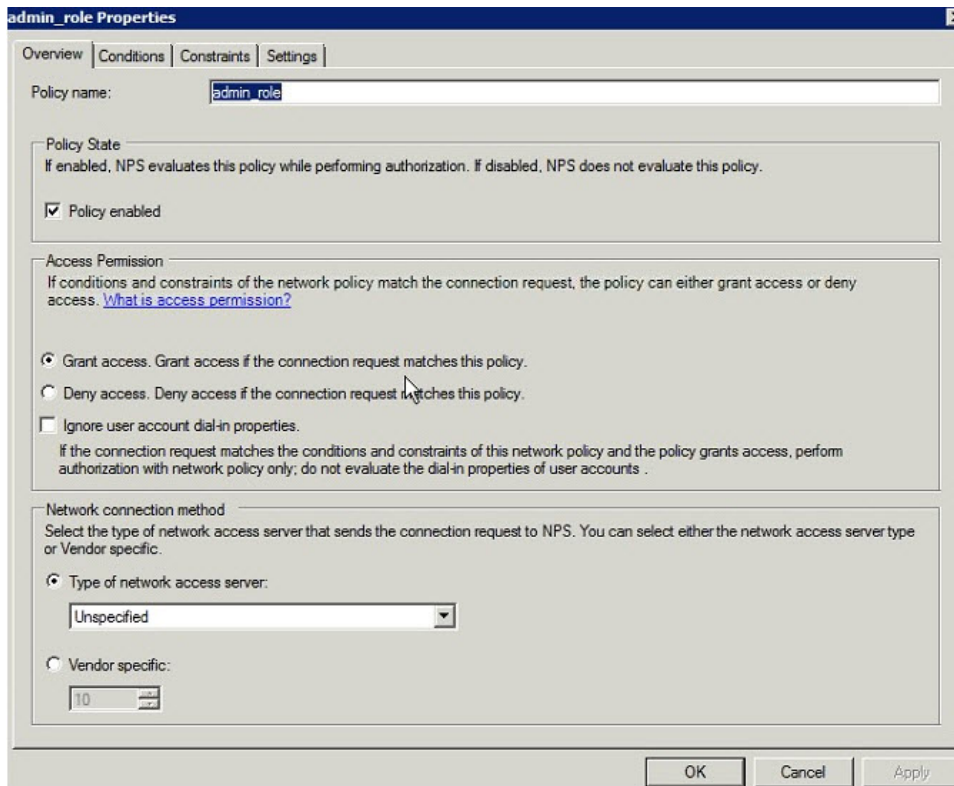 admin_role Properties
Overview Conditions Constraints Settings
Policy name: admin_role
Policy State
If enabled, NPS evaluates this policy while performing authorization. If disabled, NPS does not evaluate this policy.
Policy enabled
Access Permission
If conditions and constraints of the network policy match the connection request, the policy can either grant access or deny
access. What is access permission?
Grant access. Grant access if the connection request matches this policy.
Deny access. Deny access if the connection request matches this policy.
Ignore user account dial-in properties.
If the connection request matches the conditions and constraints of this network policy and the policy grants access, perform
authorization with network policy only; do not evaluate the dial-in properties of user accounts .
Network connection method
Select the type of network access server that sends the connection request to NPS. You can select either the network access server type
or Vendor specific.
Type of network access server:
Unspecified
Vendor specific:
10
OK Cancel Apply